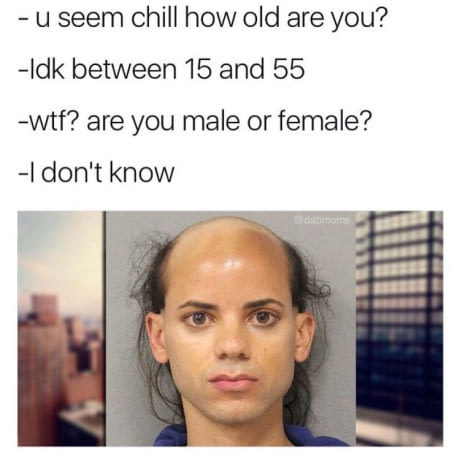 - u seem chill how old are you?
-Idk between 15 and 55
-wtf? are you male or female?
-I don't know
@dabmoms